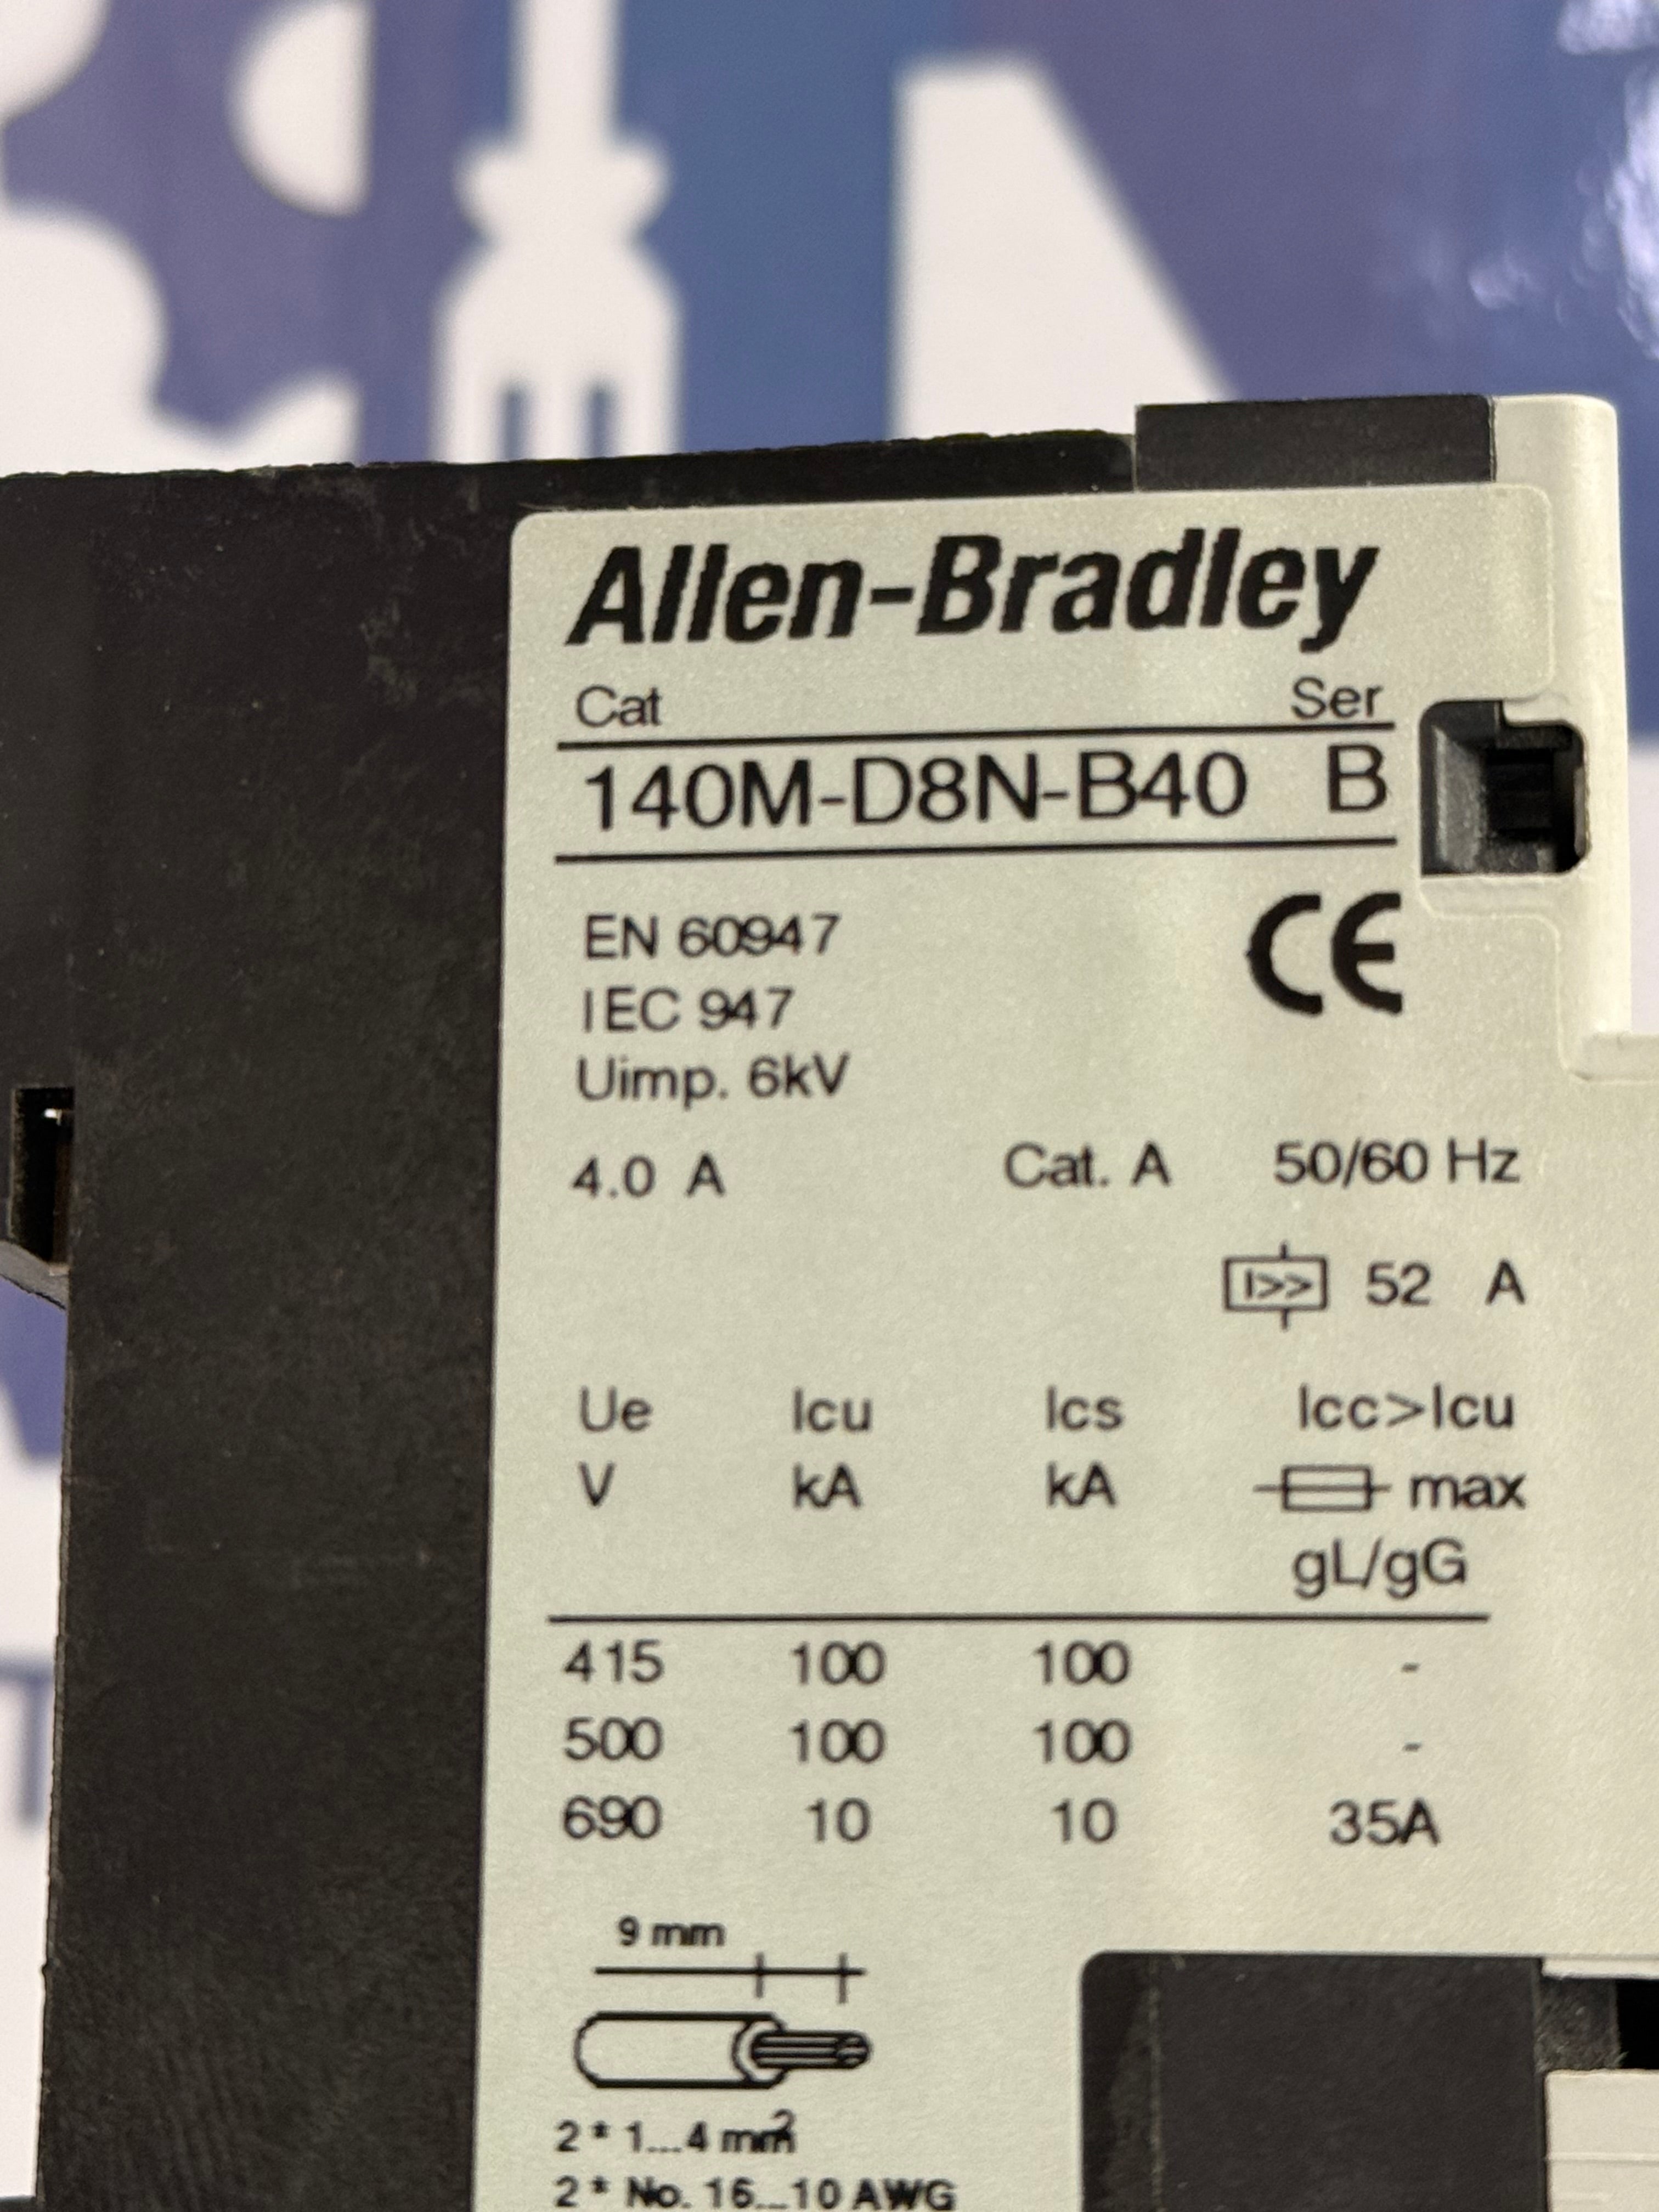 Allen-Bradley
Cat Ser
140M-D8N-B40 B
EN 60947 CE
IEC 947
Uimp. 6kV
4.0 A Cat. A 50/60 Hz
I>> 52 A
Ue Icu Ics Icc>Icu
V kA kA max
gL/gG
415 100 100 -
500 100 100 -
690 10 10 35A
9 mm
2 * 1...4 mm²
2 * No. 16...10 AWG